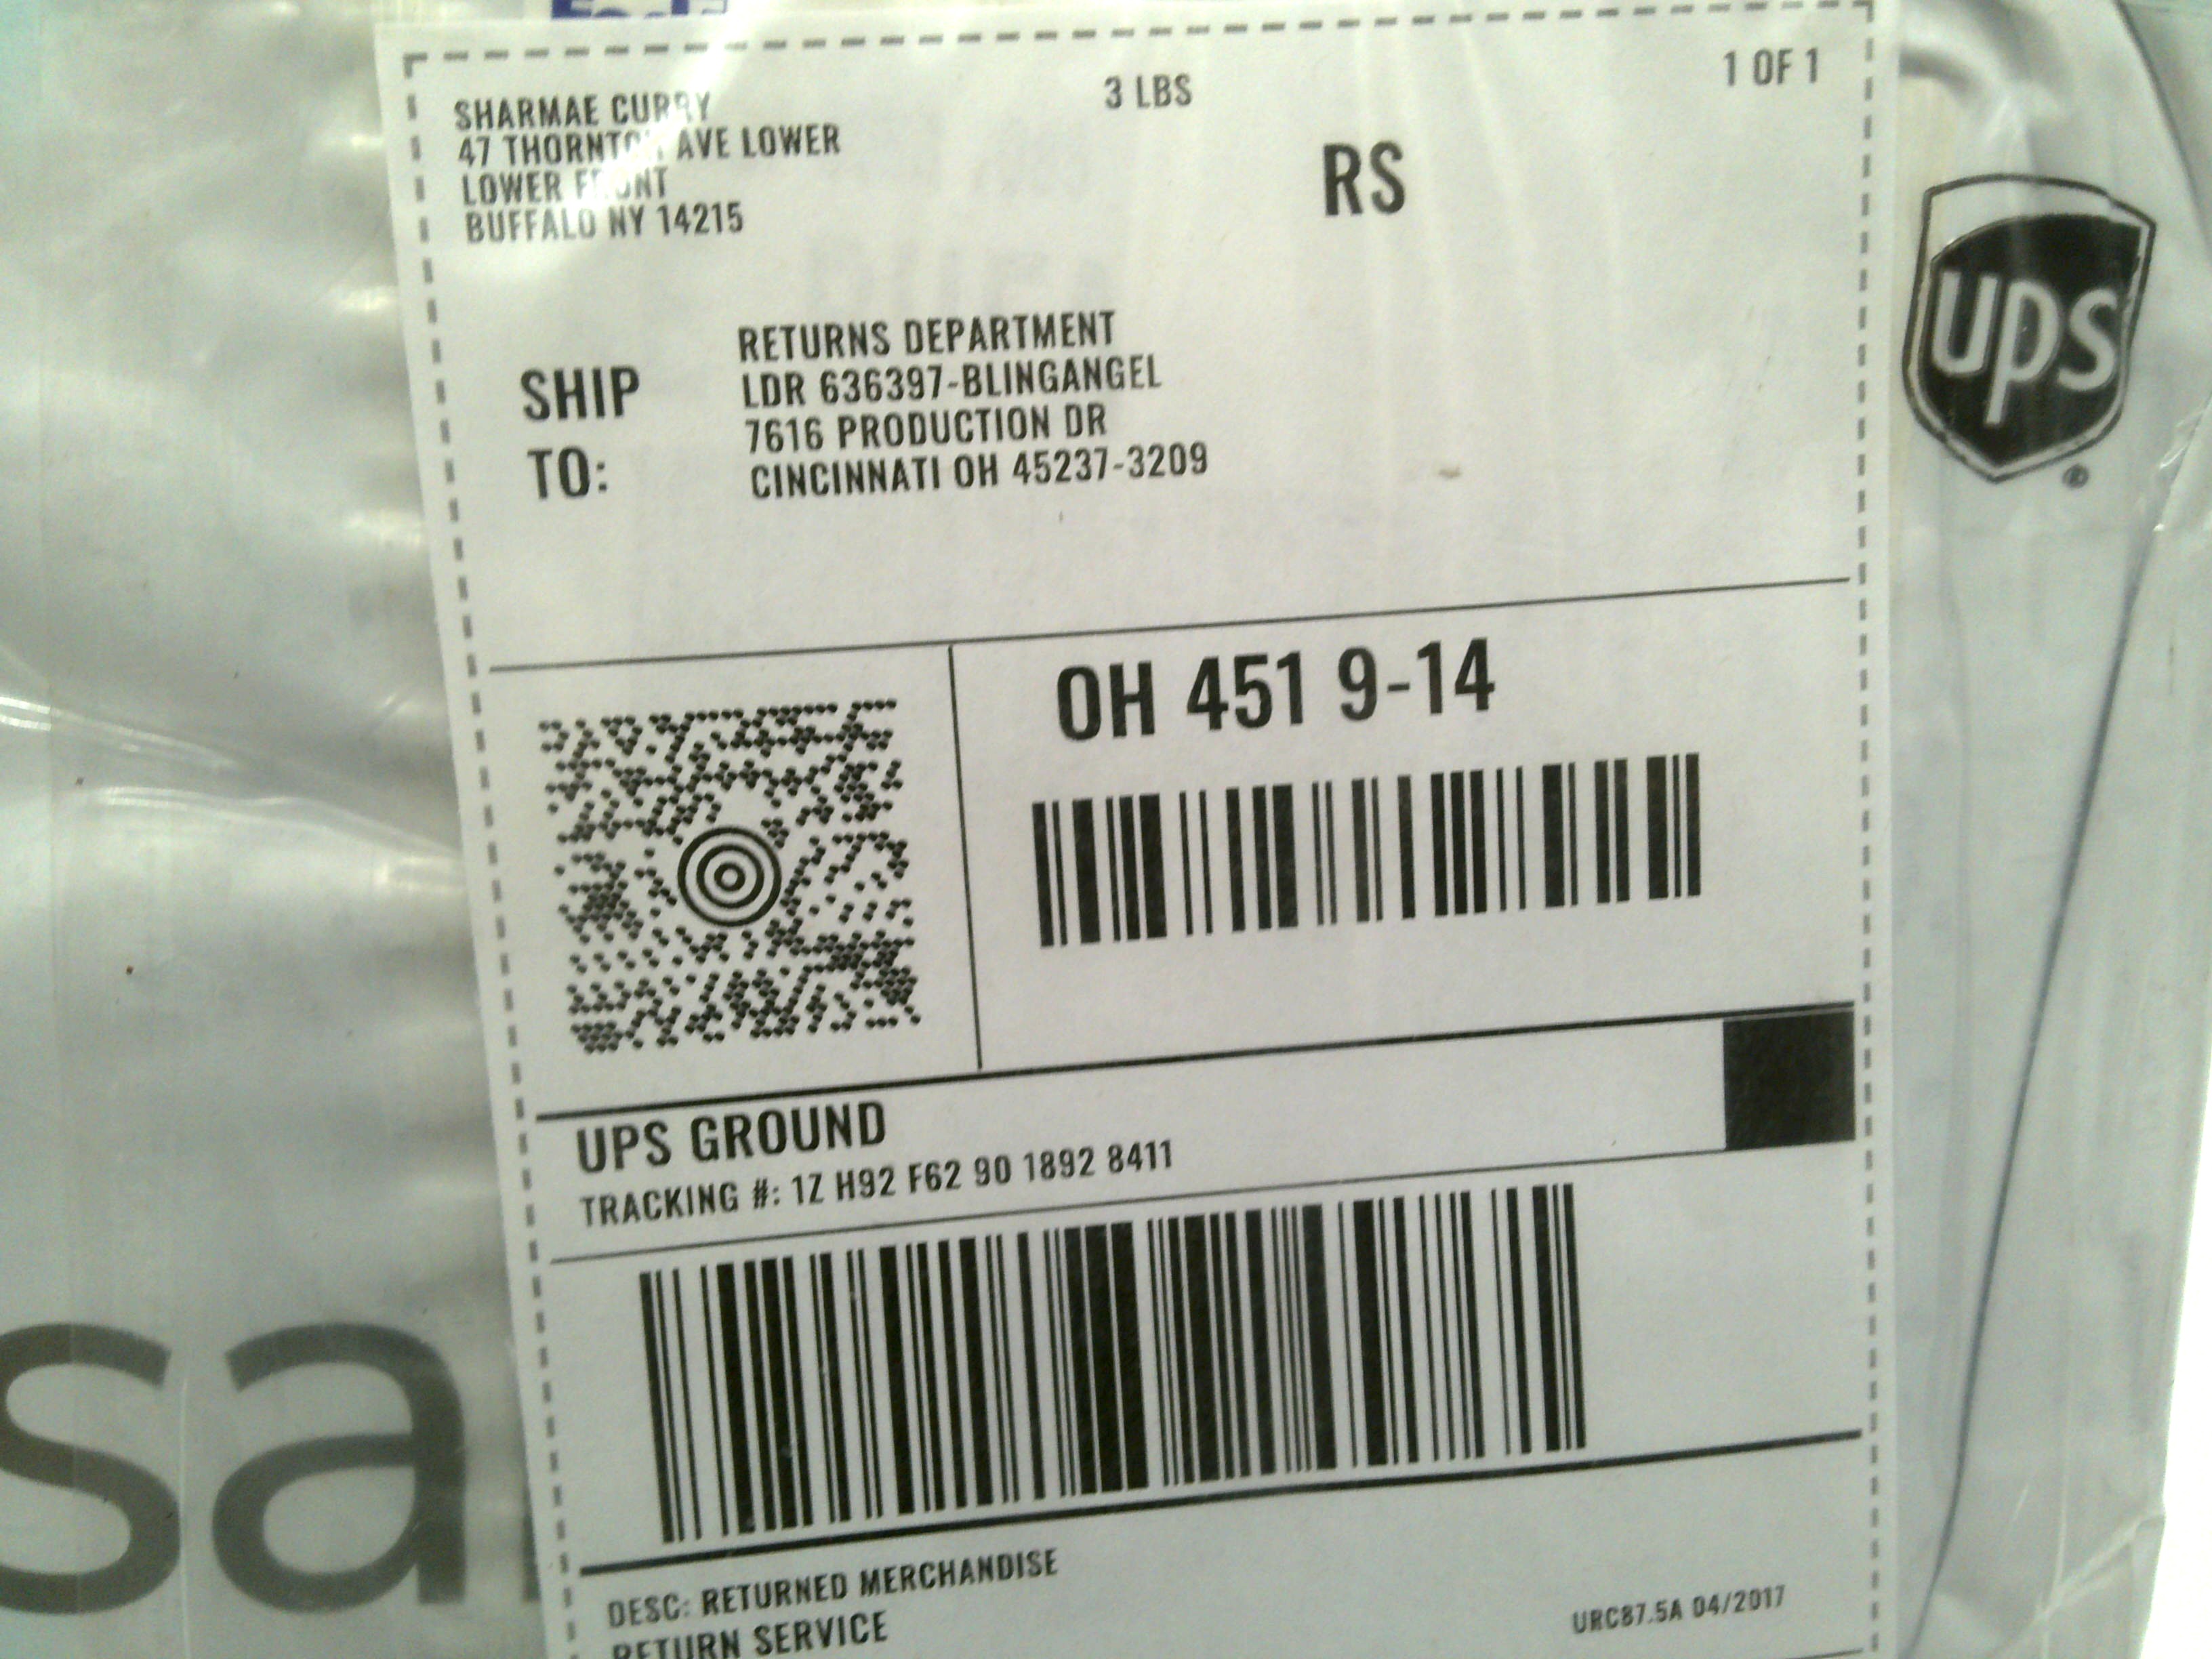 1 OF 1
3 LBS
SHARMAE CURRY
47 THORNTON AVE LOWER
LOWER FRONT
BUFFALO NY 14215
RS
SHIP
TO:
RETURNS DEPARTMENT
LDR 636397-BLINGANGEL
7616 PRODUCTION DR
CINCINNATI OH 45237-3209
ups
®
OH 451 9-14
UPS GROUND
TRACKING #: 1Z H92 F62 90 1892 8411
DESC: RETURNED MERCHANDISE
RETURN SERVICE
URC87.5A 04/2017
sa